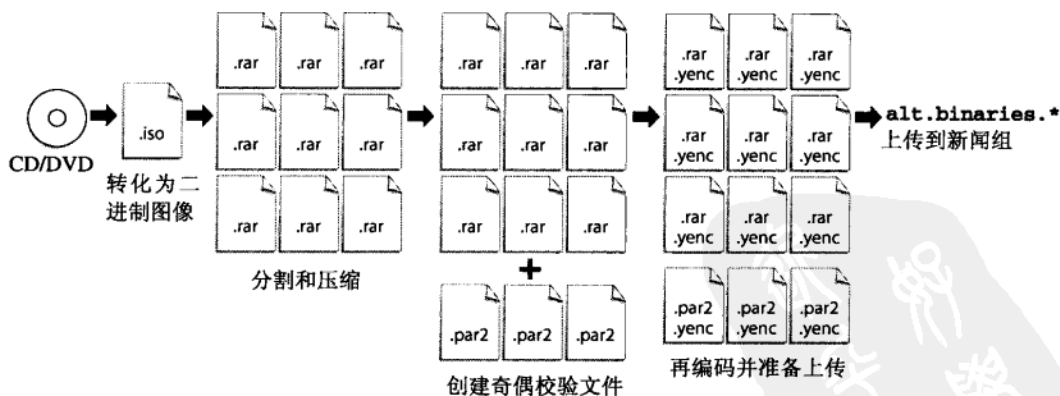 CD/DVD
.iso
转化为二
进制图像
.rar .rar .rar
.rar .rar .rar
.rar .rar .rar
分割和压缩
.rar .rar .rar
.rar .rar .rar
.rar .rar .rar
+
.par2 .par2 .par2
创建奇偶校验文件
.rar .rar .rar
.yenc .yenc .yenc
.rar .rar .rar
.yenc .yenc .yenc
.rar .rar .rar
.yenc .yenc .yenc
.par2 .par2 .par2
.yenc .yenc .yenc
再编码并准备上传
alt.binaries.*
上传到新闻组